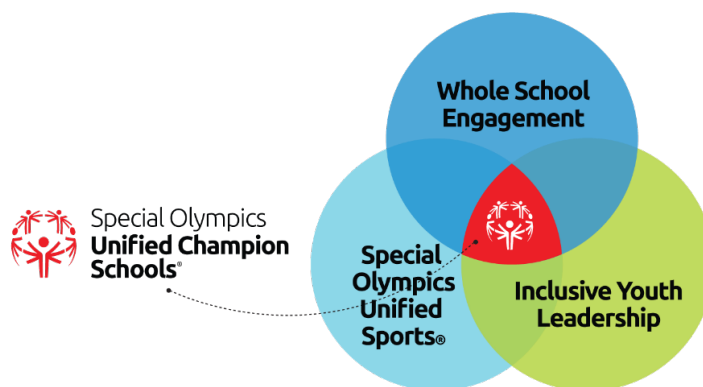 Whole School
Engagement
Special Olympics
Unified Champion
Schools®
Special
Olympics
Unified
Sports®
Inclusive Youth
Leadership